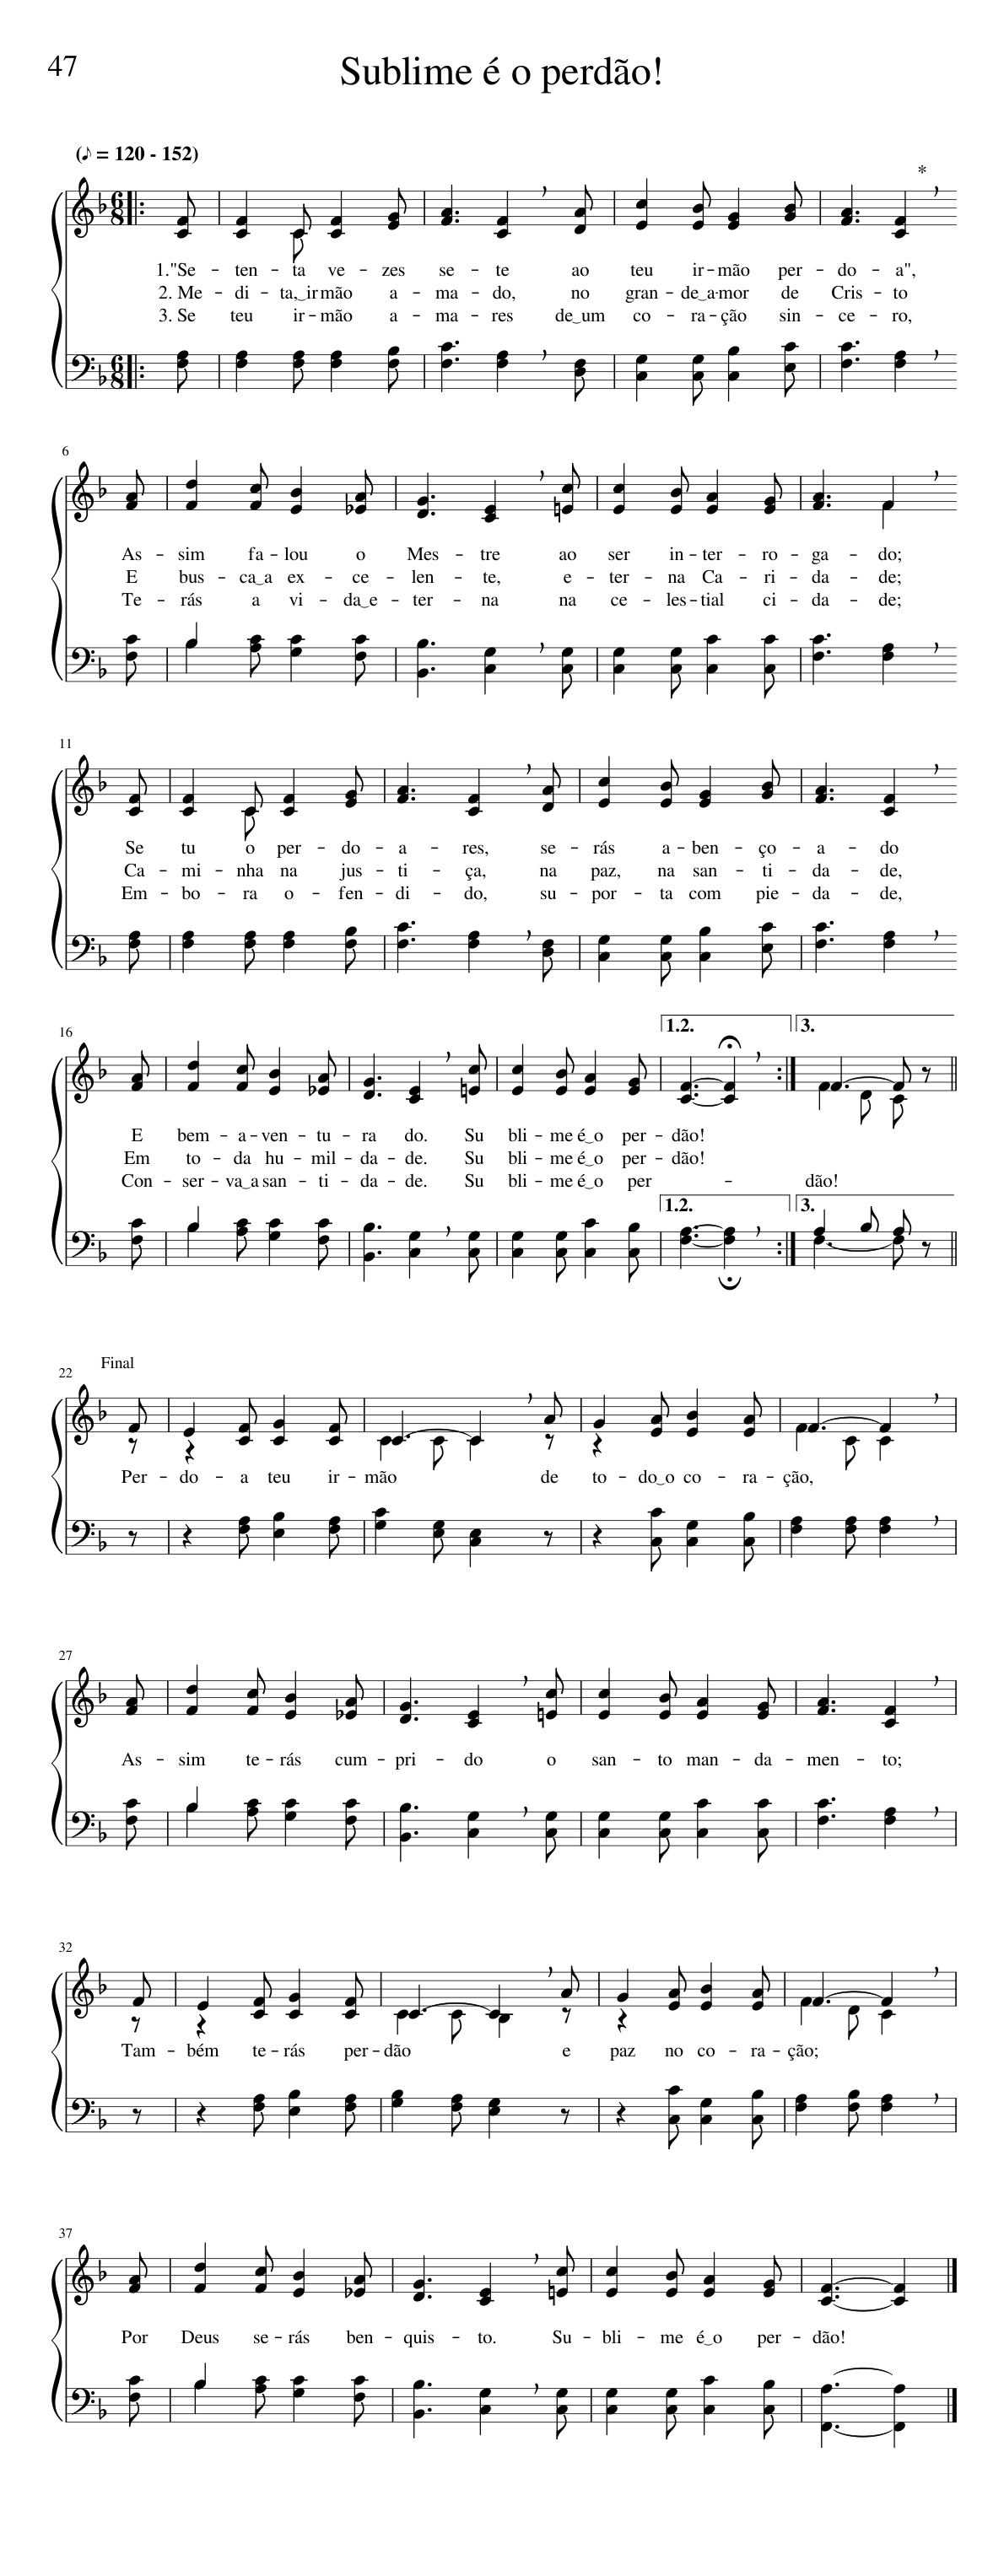 47
Sublime é o perdão!
(♪ = 120 - 152)
*
1."Se - ten - ta ve - zes se - te ao teu ir - mão per - do - a",
2. Me - di - ta,‿ir - mão a - ma - do, no gran - de‿a - mor de Cris - to
3. Se teu ir - mão a - ma - res de‿um co - ra - ção sin - ce - ro,
6
As - sim fa - lou o Mes - tre ao ser in - ter - ro - ga - do;
E bus - ca‿a ex - ce - len - te, e - ter - na Ca - ri - da - de;
Te - rás a vi - da‿e - ter - na na ce - les - tial ci - da - de;
11
Se tu o per - do - a - res, se - rás a - ben - ço - a - do
Ca - mi - nha na jus - ti - ça, na paz, na san - ti - da - de,
Em - bo - ra o - fen - di - do, su - por - ta com pie - da - de,
16
1.2. 3.
E bem - a - ven - tu - ra do. Su bli - me é‿o per - dão!
Em to - da hu - mil - da - de. Su bli - me é‿o per - dão!
Con - ser - va‿a san - ti - da - de. Su bli - me é‿o per - dão!
1.2. 3.
Final
22
Per - do - a teu ir - mão de to - do‿o co - ra - ção,
27
As - sim te - rás cum - pri - do o san - to man - da - men - to;
32
Tam - bém te - rás per - dão e paz no co - ra - ção;
37
Por Deus se - rás ben - quis - to. Su - bli - me é‿o per - dão!